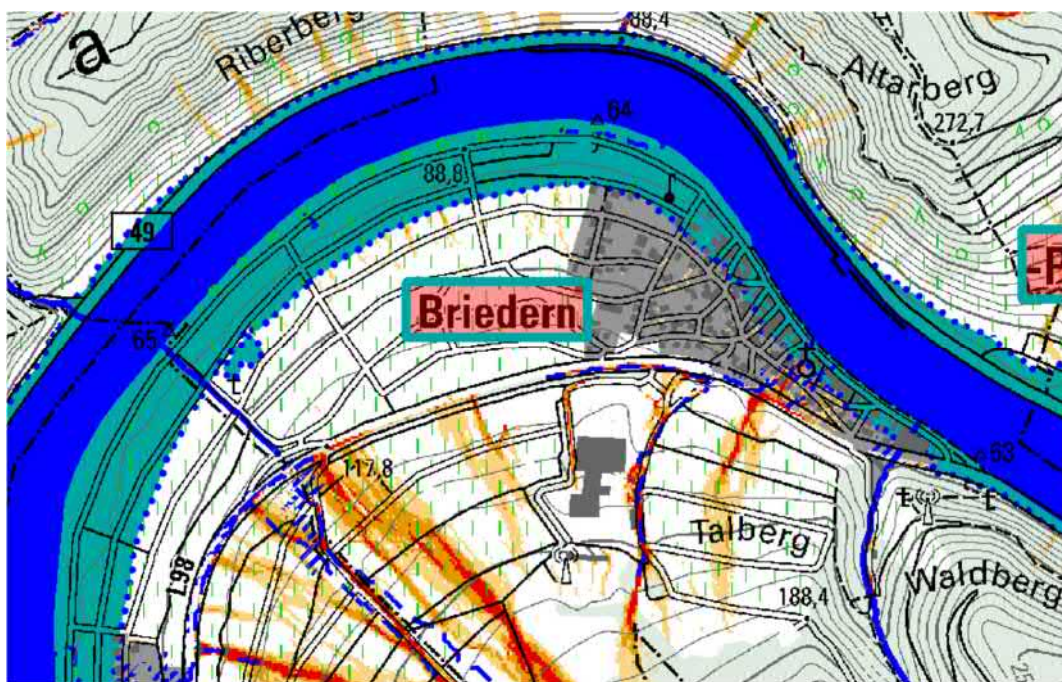 a
Riberberg
88,4
Altarberg
272,7
64
88,8
49
Briedern
65
117,8
L98
Talberg
63
188,4
Waldberg